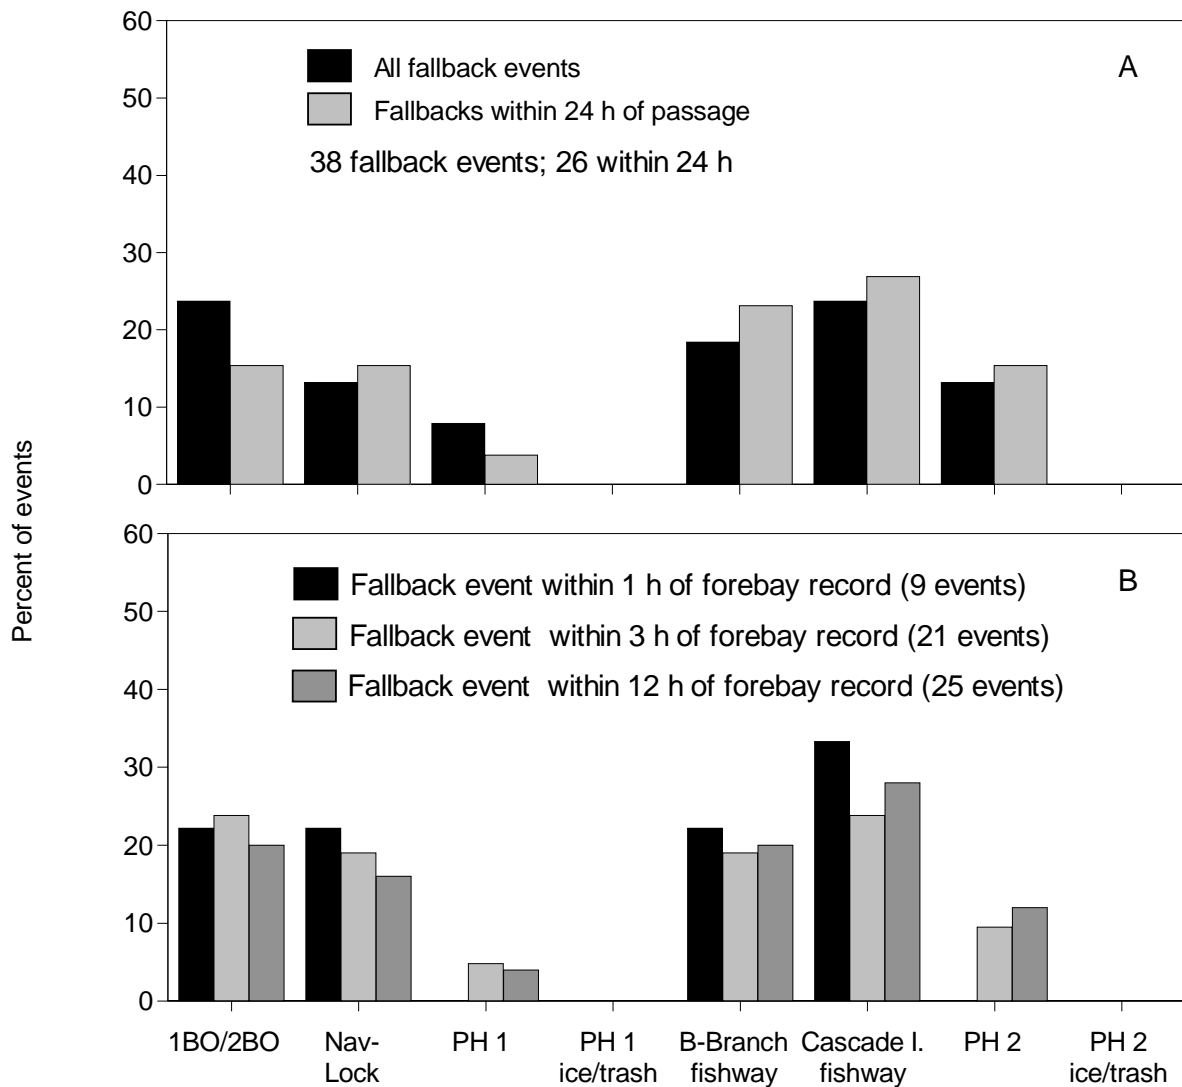 60
50
40
30
20
10
0
A
All fallback events
Fallbacks within 24 h of passage
38 fallback events; 26 within 24 h
Percent of events
60
50
40
30
20
10
0
B
Fallback event within 1 h of forebay record (9 events)
Fallback event within 3 h of forebay record (21 events)
Fallback event within 12 h of forebay record (25 events)
1BO/2BO
Nav-
Lock
PH 1
PH 1
ice/trash
B-Branch
fishway
Cascade I.
fishway
PH 2
PH 2
ice/trash